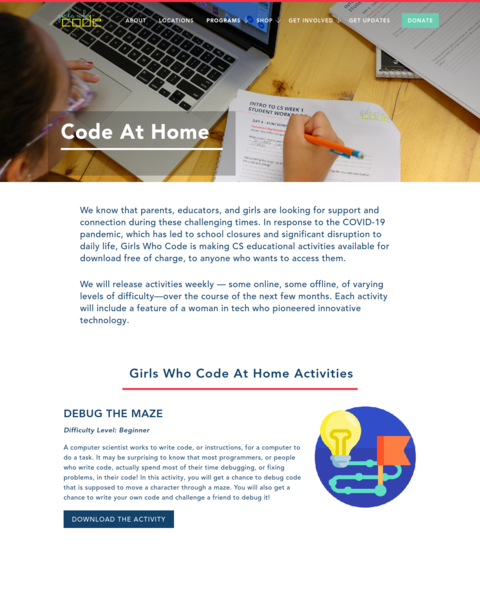 code
ABOUT LOCATIONS PROGRAMS SHOP GET INVOLVED GET UPDATES DONATE
INTRO TO CS WEEK 1
STUDENT WORKBOOK
code
Code At Home
We know that parents, educators, and girls are looking for support and
connection during these challenging times. In response to the COVID-19
pandemic, which has led to school closures and significant disruption to
daily life, Girls Who Code is making CS educational activities available for
download free of charge, to anyone who wants to access them.
We will release activities weekly — some online, some offline, of varying
levels of difficulty—over the course of the next few months. Each activity
will include a feature of a woman in tech who pioneered innovative
technology.
Girls Who Code At Home Activities
DEBUG THE MAZE
Difficulty Level: Beginner
A computer scientist works to write code, or instructions, for a computer to
do a task. It may be surprising to know that most programmers, or people
who write code, actually spend most of their time debugging, or fixing
problems, in their code! In this activity, you will get a chance to debug code
that is supposed to move a character through a maze. You will also get a
chance to write your own code and challenge a friend to debug it!
DOWNLOAD THE ACTIVITY